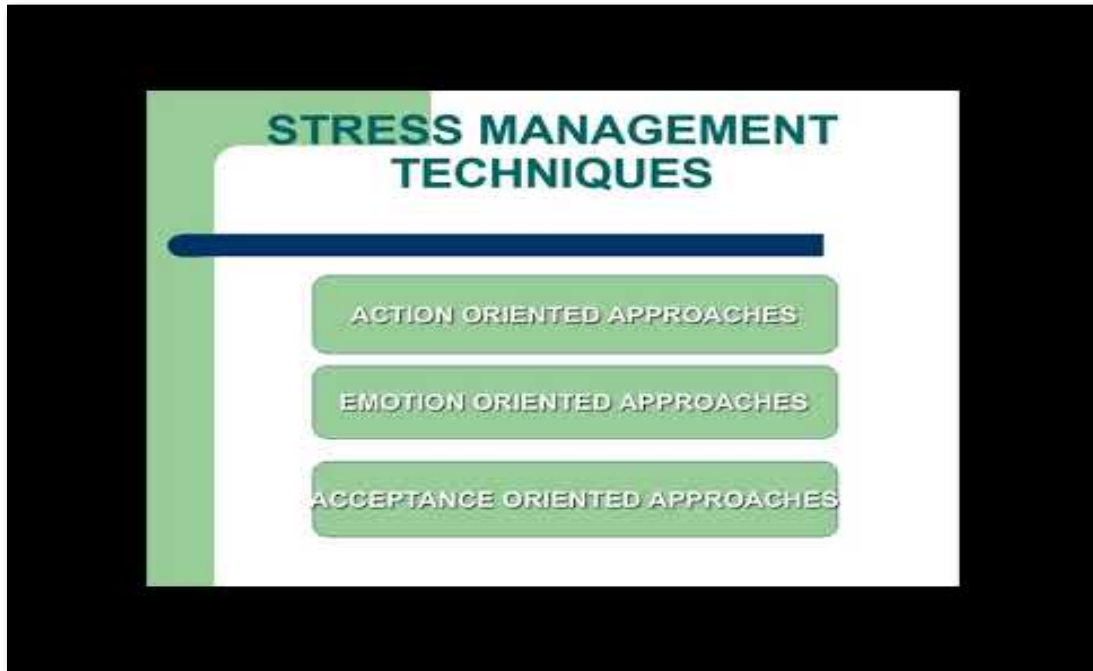 STRESS MANAGEMENT
TECHNIQUES
ACTION ORIENTED APPROACHES
EMOTION ORIENTED APPROACHES
ACCEPTANCE ORIENTED APPROACHES